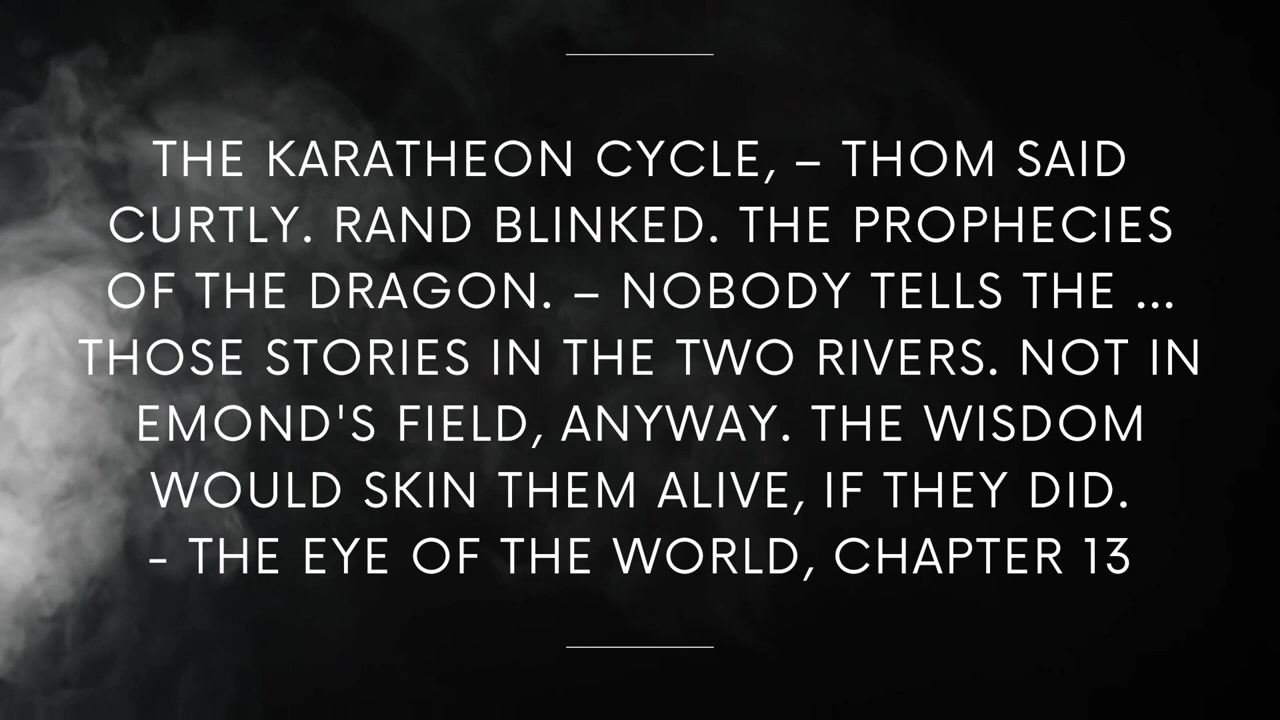 THE KARATHEON CYCLE, – THOM SAID
CURTLY. RAND BLINKED. THE PROPHECIES
OF THE DRAGON. – NOBODY TELLS THE ...
THOSE STORIES IN THE TWO RIVERS. NOT IN
EMOND'S FIELD, ANYWAY. THE WISDOM
WOULD SKIN THEM ALIVE, IF THEY DID.
- THE EYE OF THE WORLD, CHAPTER 13